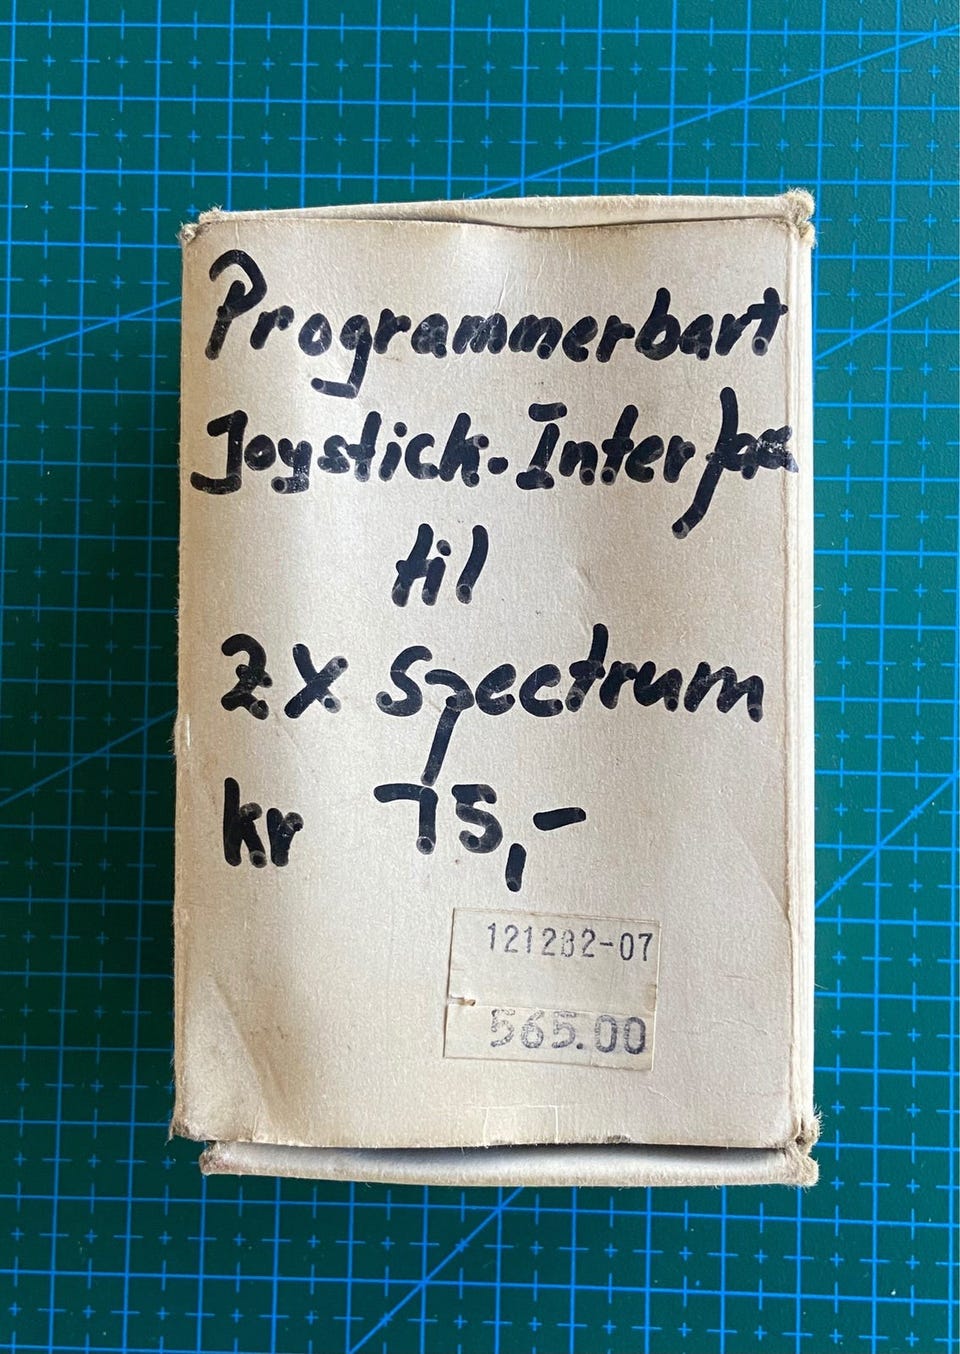 Programmerbart
Joystick-Interface
til
ZX Spectrum
kr 75,-
121282-07
565.00